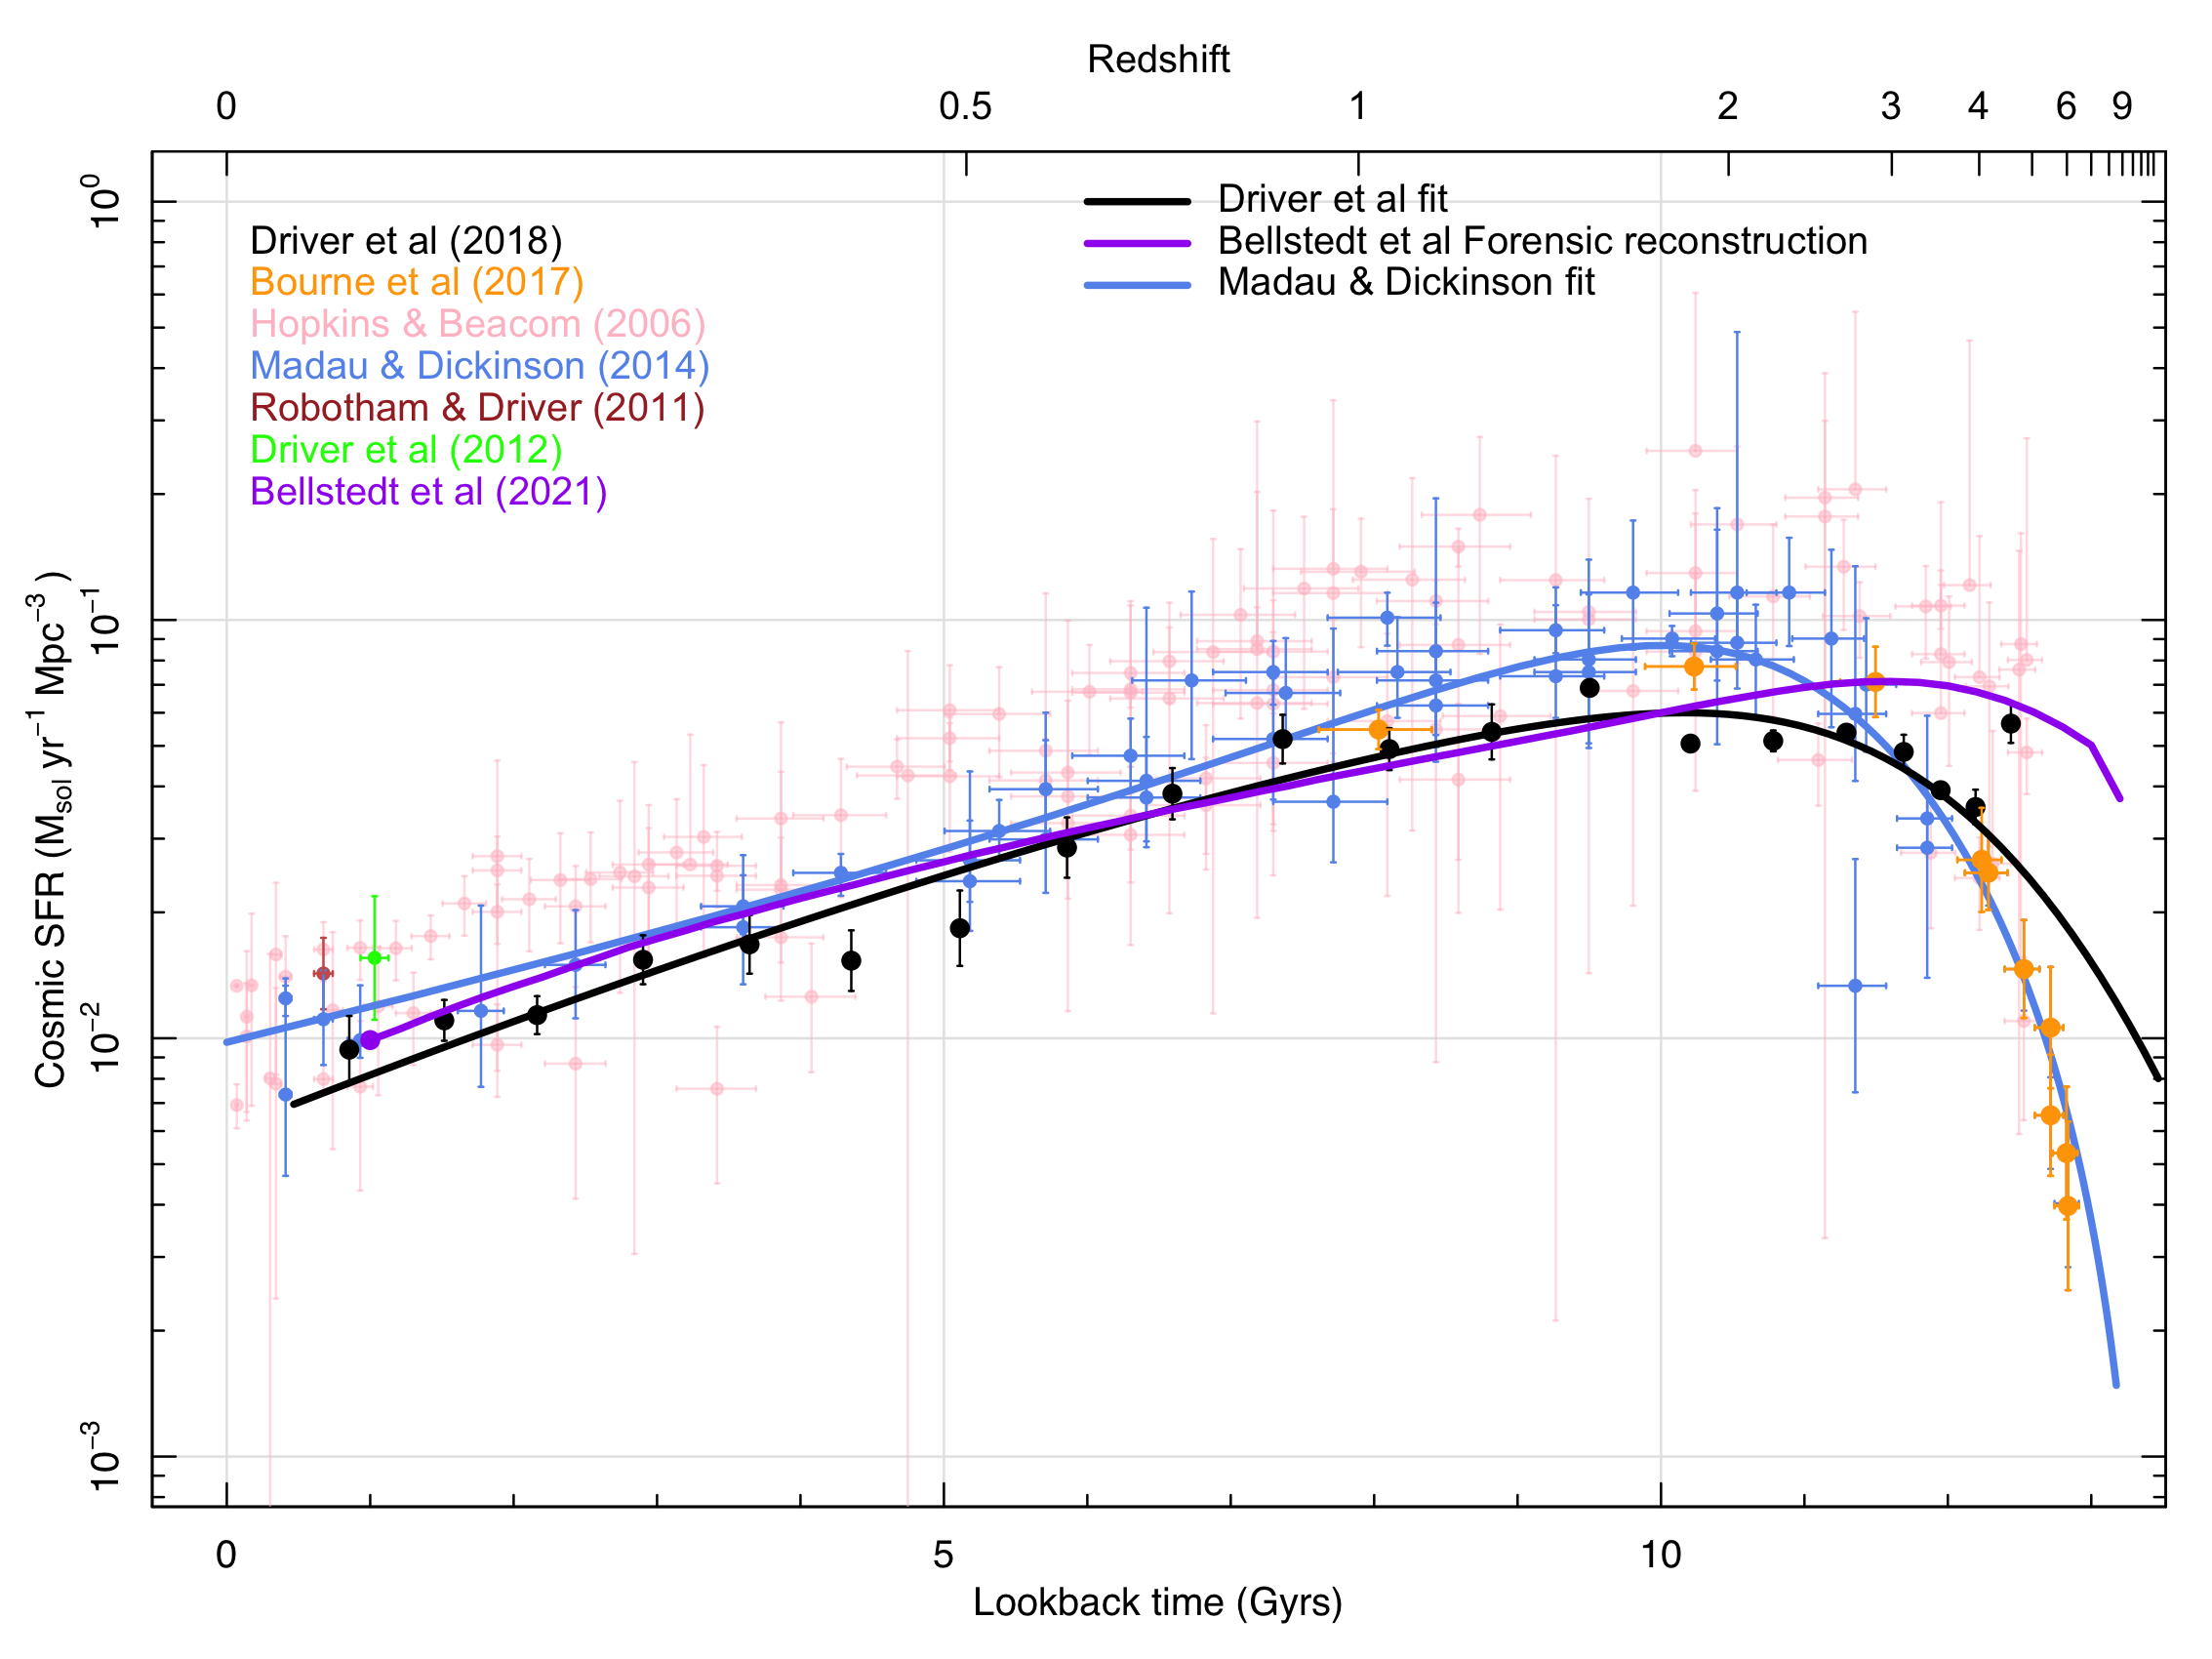 Redshift
0 0.5 1 2 3 4 6 9
Driver et al fit
Bellstedt et al Forensic reconstruction
Madau & Dickinson fit
Driver et al (2018)
Bourne et al (2017)
Hopkins & Beacom (2006)
Madau & Dickinson (2014)
Robotham & Driver (2011)
Driver et al (2012)
Bellstedt et al (2021)
Cosmic SFR (M_sol yr⁻¹ Mpc⁻³ )
10⁰
10⁻¹
10⁻²
10⁻³
0 5 10
Lookback time (Gyrs)